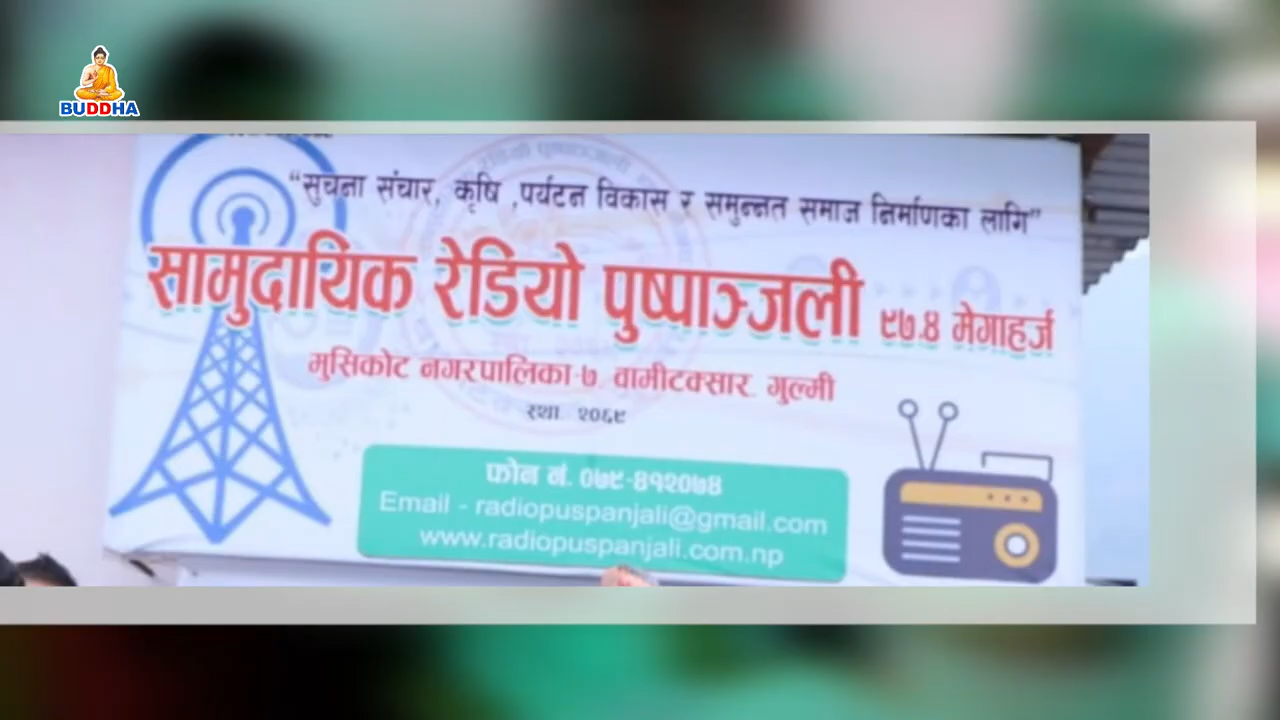 BUDDHA
“सुचना संचार, कृषि ,पर्यटन विकास र समुन्नत समाज निर्माणका लागि”
सामुदायिक रेडियो पुष्पाञ्जली ९७.४ मेगाहर्ज
मुसिकोट नगरपालिका-७, वामीटक्सार, गुल्मी
स्था. २०६९
फोन नं. ०७९-४१२०७४
Email - radiopuspanjali@gmail.com
www.radiopuspanjali.com.np